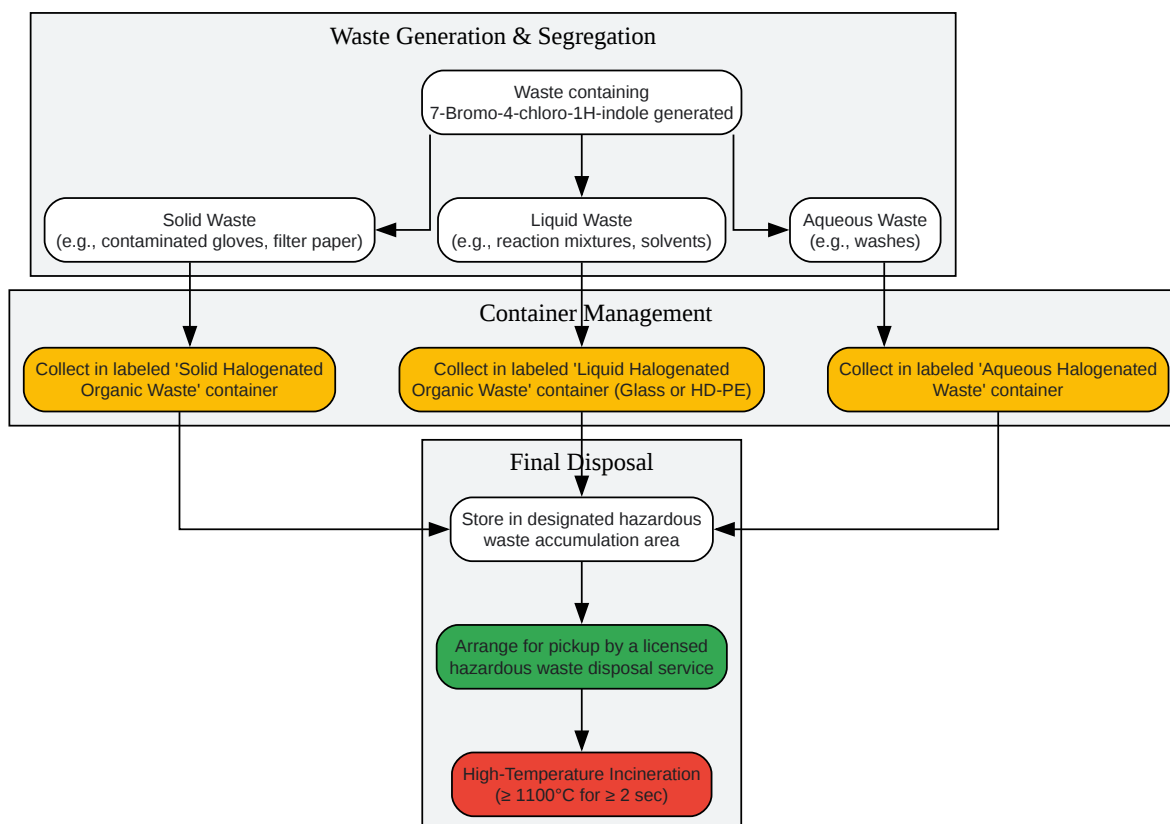 Waste Generation & Segregation
Waste containing
7-Bromo-4-chloro-1H-indole generated
Solid Waste
(e.g., contaminated gloves, filter paper)
Liquid Waste
(e.g., reaction mixtures, solvents)
Aqueous Waste
(e.g., washes)
Container Management
Collect in labeled 'Solid Halogenated
Organic Waste' container
Collect in labeled 'Liquid Halogenated
Organic Waste' container (Glass or HD-PE)
Collect in labeled 'Aqueous Halogenated
Waste' container
Final Disposal
Store in designated hazardous
waste accumulation area
Arrange for pickup by a licensed
hazardous waste disposal service
High-Temperature Incineration
(≥ 1100°C for ≥ 2 sec)